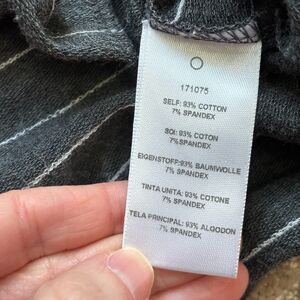 171075
SELF: 93% COTTON
7% SPANDEX
SOI: 93% COTON
7%SPANDEX
EIGENSTOFF:93% BAUMWOLLE
7% SPANDEX
TINTA UNITA: 93% COTONE
7% SPANDEX
TELA PRINCIPAL: 93% ALGODON
7% SPANDEX